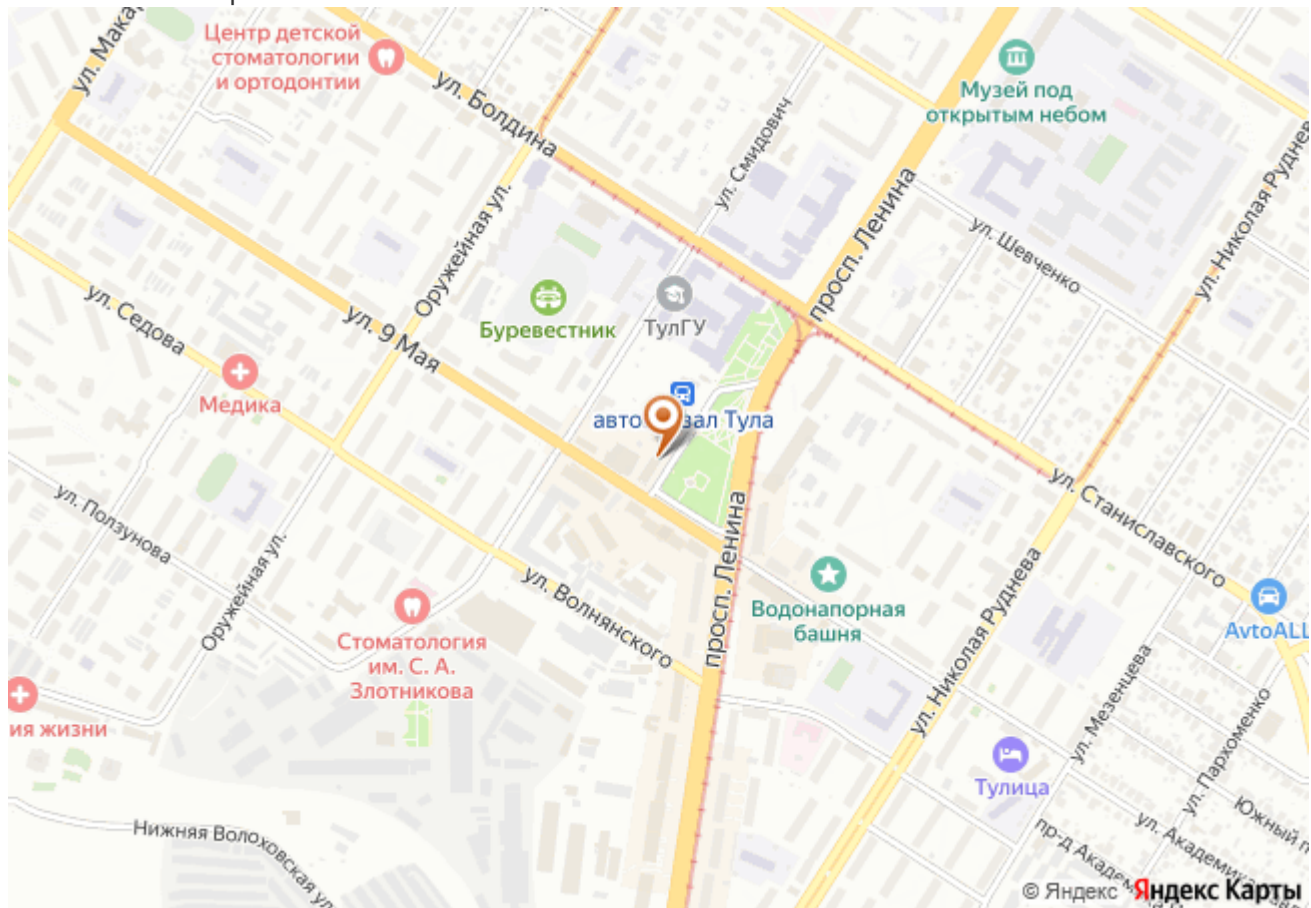 ул. Мака
Центр детской
стоматологии
и ортодонтии
ул. Болдина
ул. Смидович
Музей под
открытым небом
просп. Ленина
ул. Шевченко
ул. Николая Руднев
Оружейная ул.
ул. Седова
ул. 9 Мая
Буревестник
ТулГУ
Медика
авто зал Тула
ул. Станиславского
ул. Ползунова
Оружейная ул.
ул. Волнянского
просп. Ленина
Водонапорная
башня
ул. Николая Руднева
AvtoALL
Стоматология
им. С. А.
Злотникова
ия жизни
ул. Мезенцева
ул. Пархоменко
Тулица
Южный п
Нижняя Волоховская ул.
пр-д Академи
ул. Академика
© Яндекс Яндекс Карты